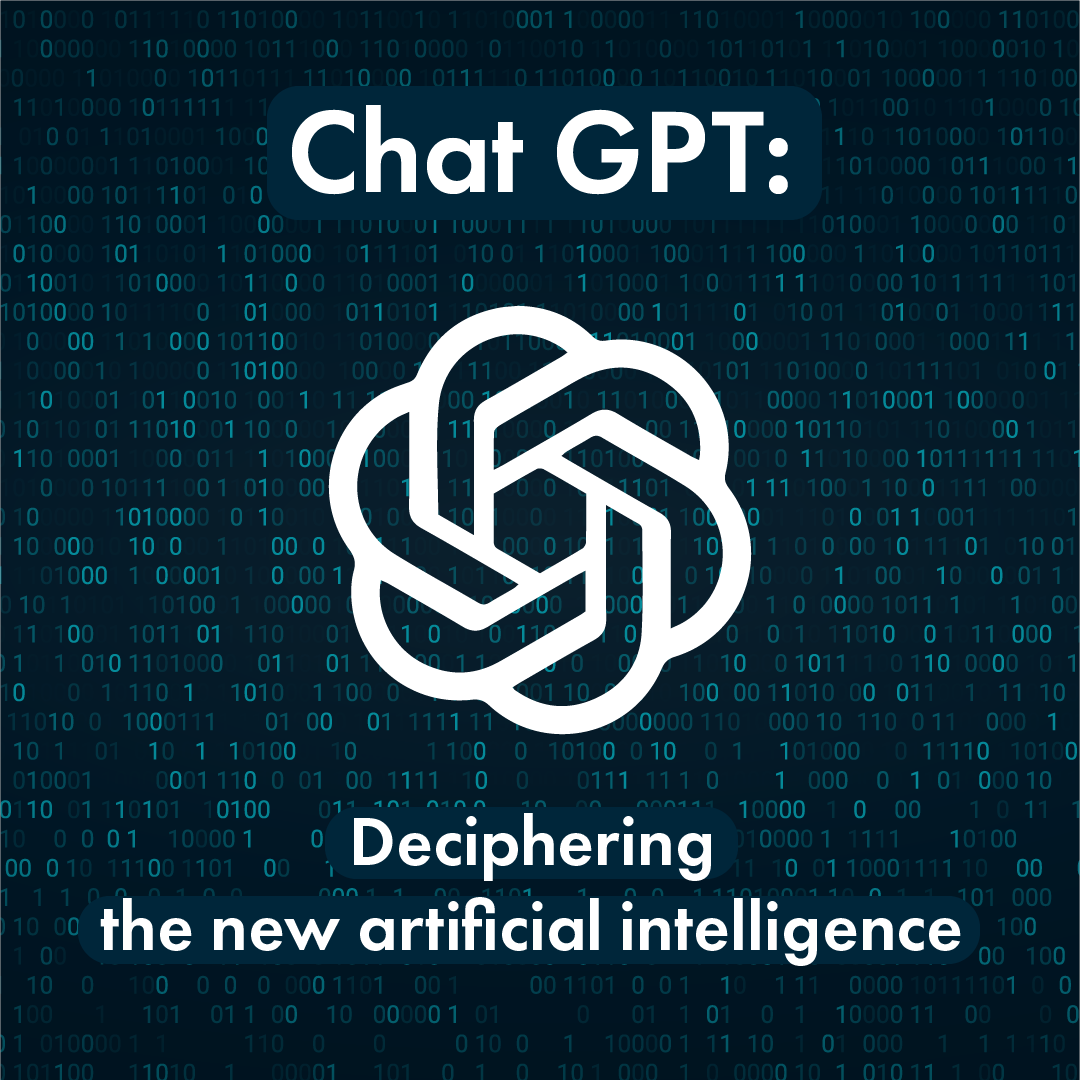 Chat GPT:
Deciphering
the new artificial intelligence